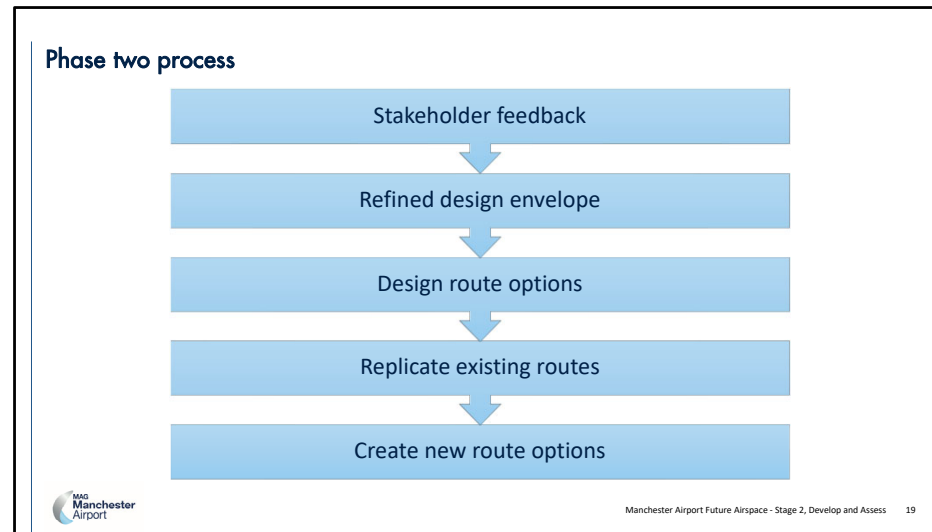 Phase two process
Stakeholder feedback
Refined design envelope
Design route options
Replicate existing routes
Create new route options
MAG
Manchester
Airport
Manchester Airport Future Airspace - Stage 2, Develop and Assess 19